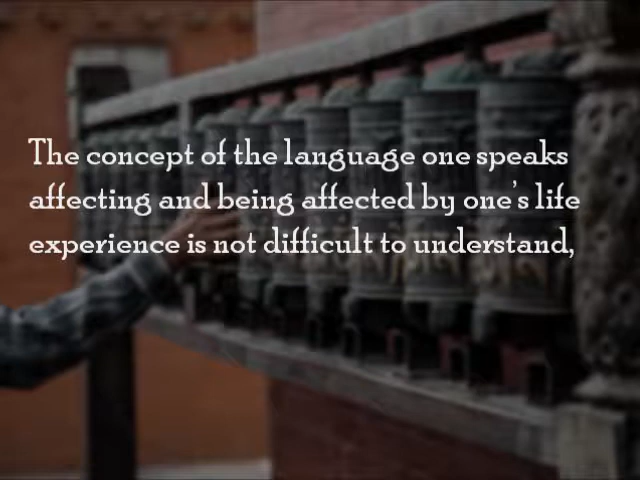 The concept of the language one speaks
affecting and being affected by one's life
experience is not difficult to understand,